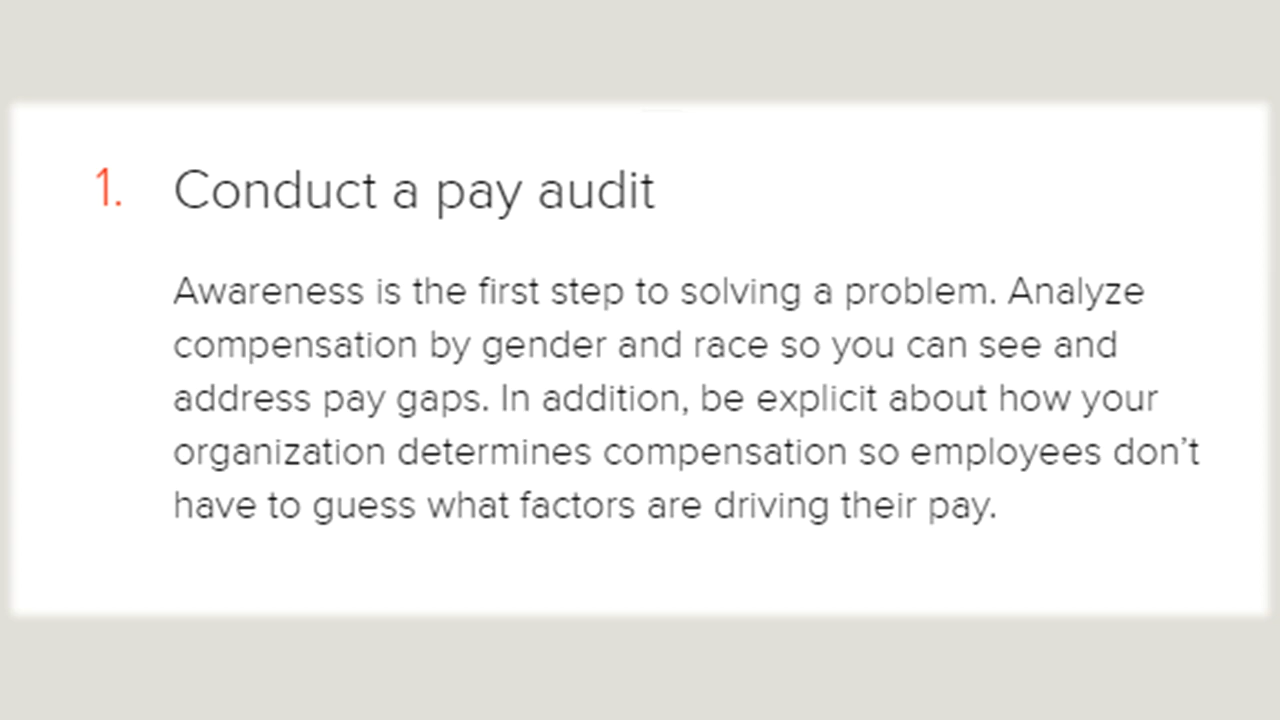 1. Conduct a pay audit
Awareness is the first step to solving a problem. Analyze
compensation by gender and race so you can see and
address pay gaps. In addition, be explicit about how your
organization determines compensation so employees don’t
have to guess what factors are driving their pay.